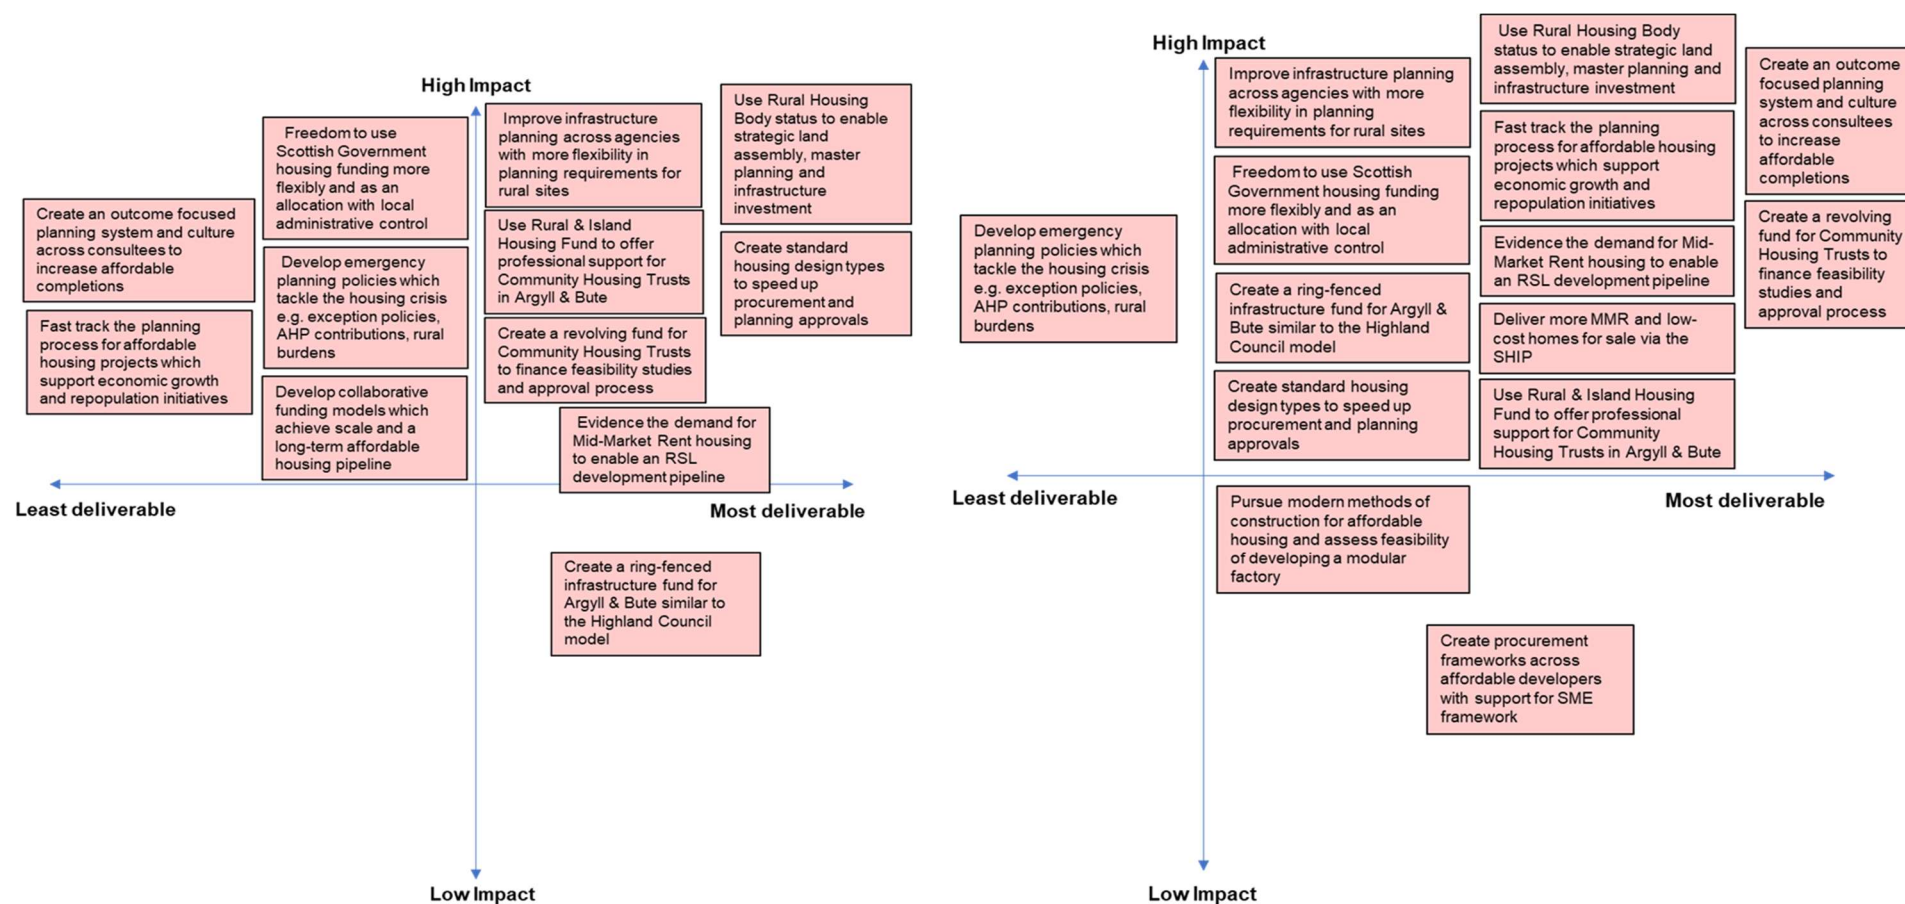 High Impact
Freedom to use
Scottish Government
housing funding more
flexibly and as an
allocation with local
administrative control
Improve infrastructure
planning across agencies
with more flexibility in
planning requirements for
rural sites
Use Rural Housing
Body status to enable
strategic land
assembly, master
planning and
infrastructure
investment
Create an outcome focused
planning system and culture
across consultees to
increase affordable
completions
Develop emergency
planning policies which
tackle the housing crisis
e.g. exception policies,
AHP contributions, rural
burdens
Use Rural & Island
Housing Fund to offer
professional support for
Community Housing Trusts
in Argyll & Bute
Create standard
housing design types
to speed up
procurement and
planning approvals
Fast track the planning
process for affordable
housing projects which
support economic growth
and repopulation initiatives
Develop collaborative
funding models which
achieve scale and a
long-term affordable
housing pipeline
Create a revolving fund for
Community Housing Trusts
to finance feasibility studies
and approval process
Evidence the demand for
Mid-Market Rent housing
to enable an RSL
development pipeline
Least deliverable
Most deliverable
Create a ring-fenced
infrastructure fund for
Argyll & Bute similar to
the Highland Council
model
Low Impact
High Impact
Improve infrastructure planning
across agencies with more
flexibility in planning
requirements for rural sites
Use Rural Housing Body
status to enable strategic land
assembly, master planning and
infrastructure investment
Create an outcome
focused planning
system and culture
across consultees
to increase
affordable
completions
Freedom to use Scottish
Government housing funding
more flexibly and as an
allocation with local
administrative control
Fast track the planning
process for affordable housing
projects which support
economic growth and
repopulation initiatives
Develop emergency
planning policies which
tackle the housing crisis
e.g. exception policies,
AHP contributions, rural
burdens
Create a ring-fenced
infrastructure fund for Argyll &
Bute similar to the Highland
Council model
Evidence the demand for Mid-
Market Rent housing to enable
an RSL development pipeline
Create a revolving
fund for Community
Housing Trusts to
finance feasibility
studies and
approval process
Deliver more MMR and low-
cost homes for sale via the
SHIP
Create standard housing
design types to speed up
procurement and planning
approvals
Use Rural & Island Housing
Fund to offer professional
support for Community
Housing Trusts in Argyll & Bute
Least deliverable
Most deliverable
Pursue modern methods of
construction for affordable
housing and assess feasibility
of developing a modular
factory
Create procurement
frameworks across
affordable developers
with support for SME
framework
Low Impact